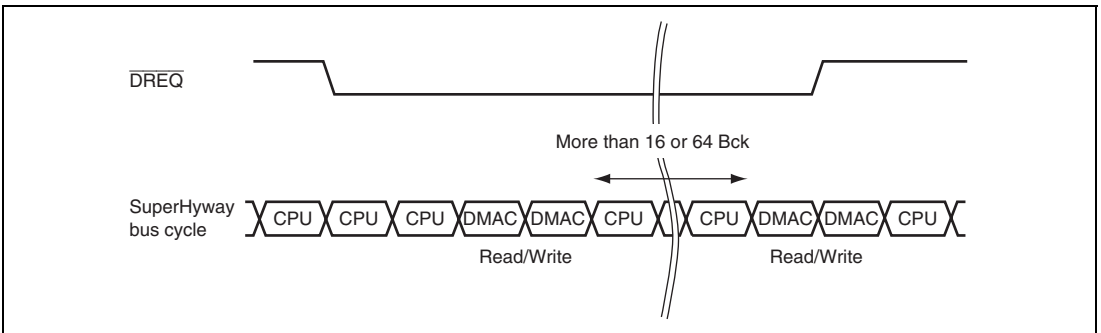 DREQ
More than 16 or 64 Bck
SuperHyway
bus cycle
CPU CPU CPU DMAC DMAC CPU CPU DMAC DMAC CPU
Read/Write Read/Write